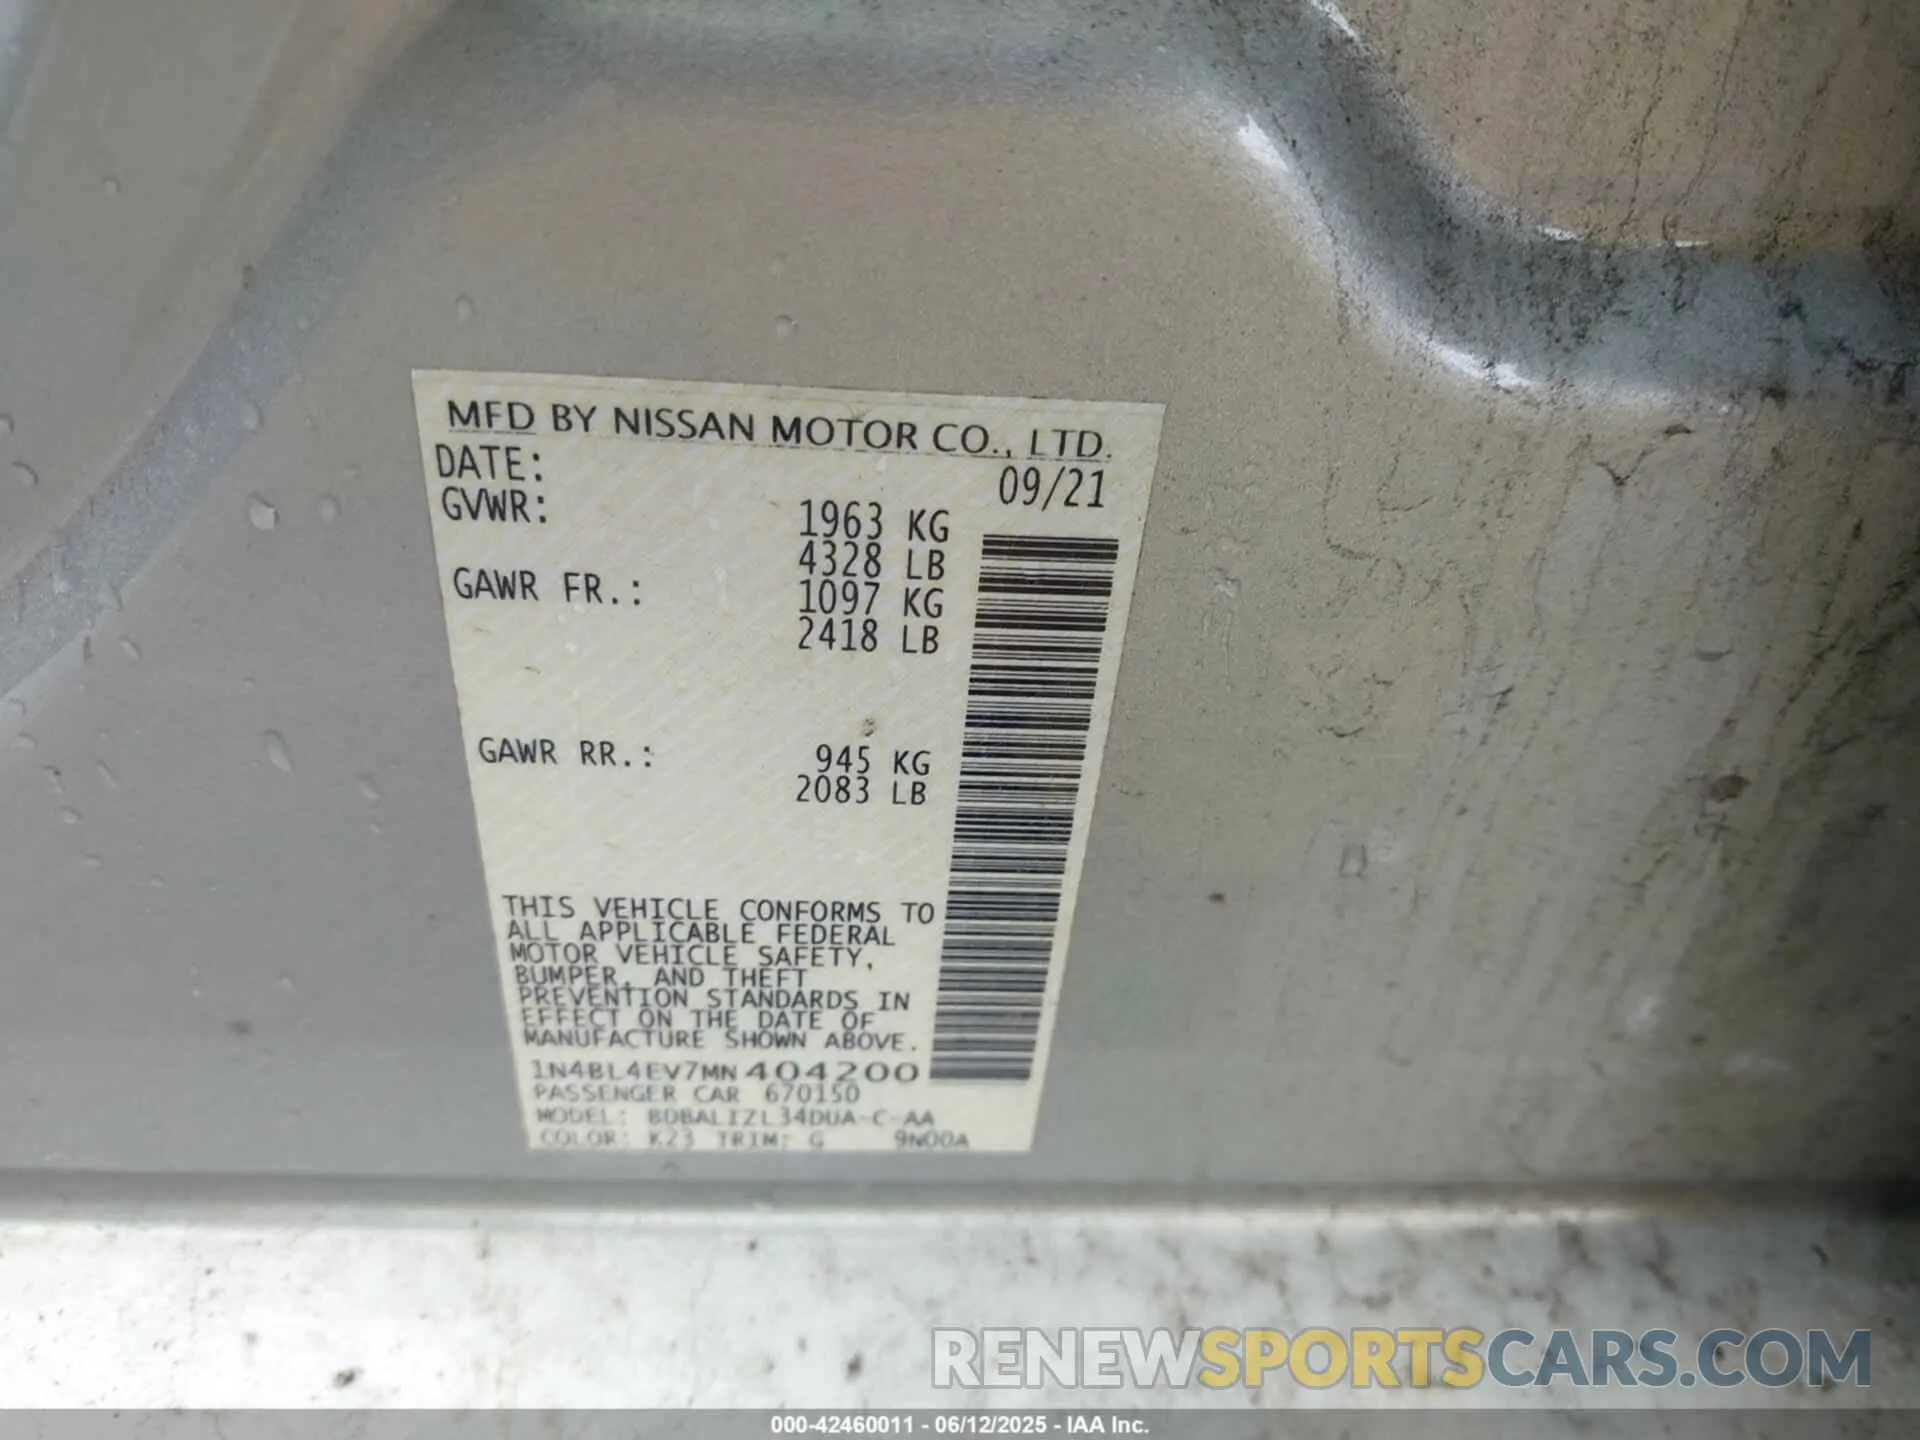 MFD BY NISSAN MOTOR CO., LTD.
DATE: 09/21
GVWR: 1963 KG
4328 LB
GAWR FR.: 1097 KG
2418 LB
GAWR RR.: 945 KG
2083 LB
THIS VEHICLE CONFORMS TO
ALL APPLICABLE FEDERAL
MOTOR VEHICLE SAFETY,
BUMPER, AND THEFT
PREVENTION STANDARDS IN
EFFECT ON THE DATE OF
MANUFACTURE SHOWN ABOVE.
1N4BL4EV7MN404200
PASSENGER CAR 670150
MODEL: BDBALIZL34DUA-C-AA
COLOR: K23 TRIM: G 9N00A
RENEWSPORTSCARS.COM
000-42460011 - 06/12/2025 - IAA Inc.